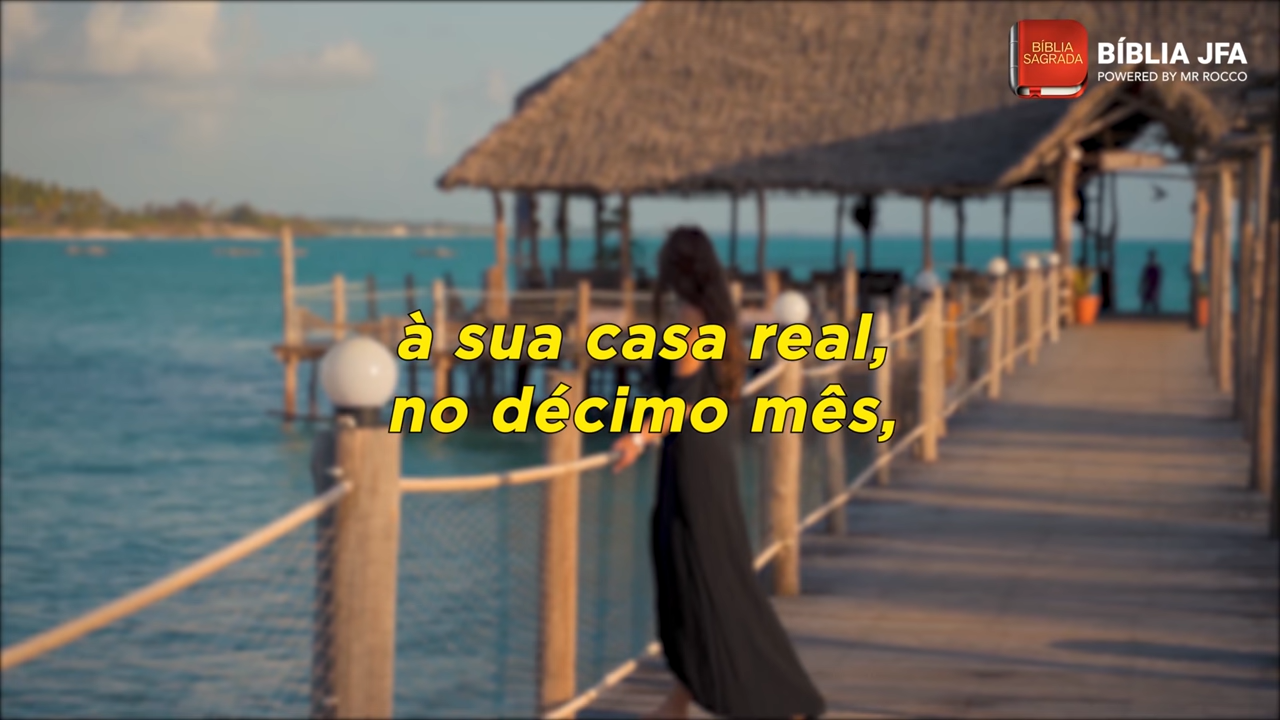 BÍBLIA
SAGRADA
BÍBLIA JFA
POWERED BY MR ROCCO
à sua casa real,
no décimo mês,